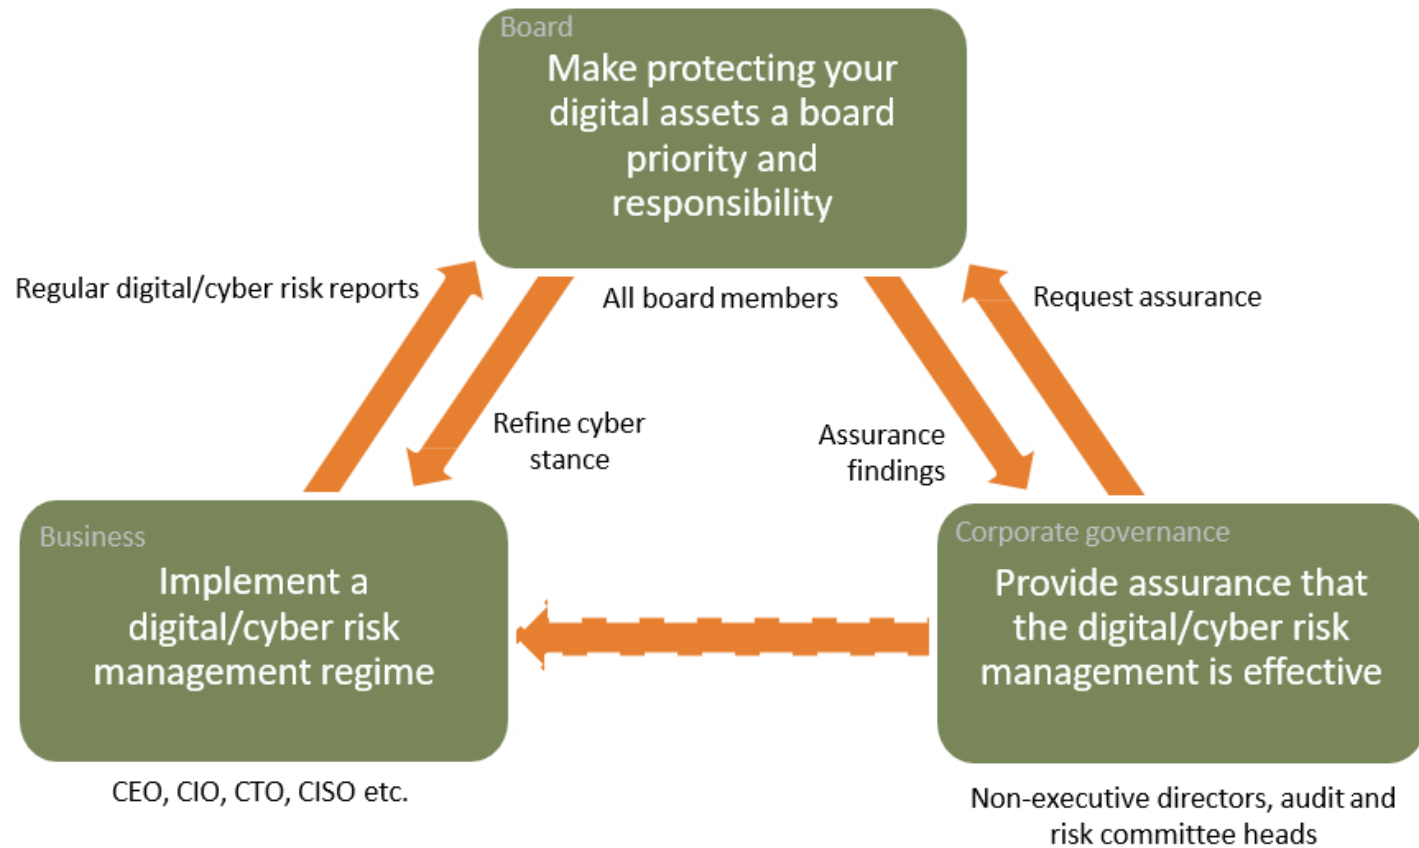 Board
Make protecting your
digital assets a board
priority and
responsibility
Regular digital/cyber risk reports
All board members
Request assurance
Refine cyber
stance
Assurance
findings
Business
Implement a
digital/cyber risk
management regime
CEO, CIO, CTO, CISO etc.
Corporate governance
Provide assurance that
the digital/cyber risk
management is effective
Non-executive directors, audit and
risk committee heads